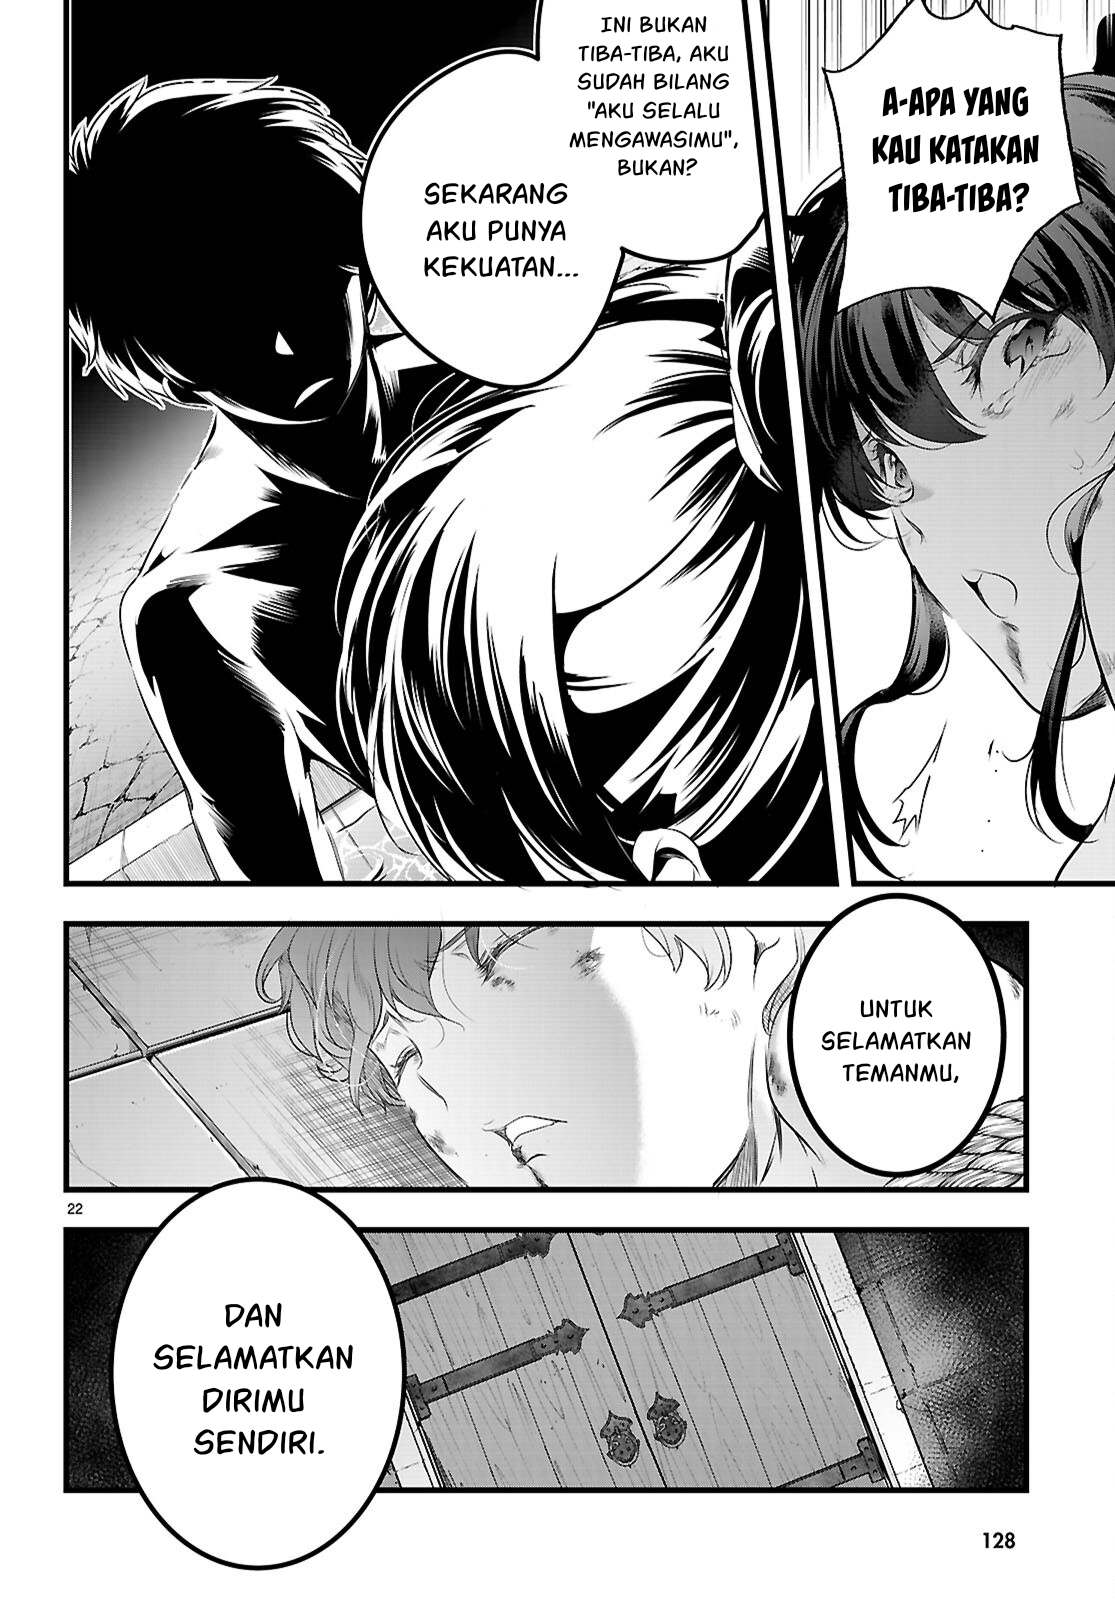 A-APA YANG
KAU KATAKAN
TIBA-TIBA?
INI BUKAN
TIBA-TIBA, AKU
SUDAH BILANG
"AKU SELALU
MENGAWASIMU",
BUKAN?
SEKARANG
AKU PUNYA
KEKUATAN...
UNTUK
SELAMATKAN
TEMANMU,
22
DAN
SELAMATKAN
DIRIMU
SENDIRI.
128